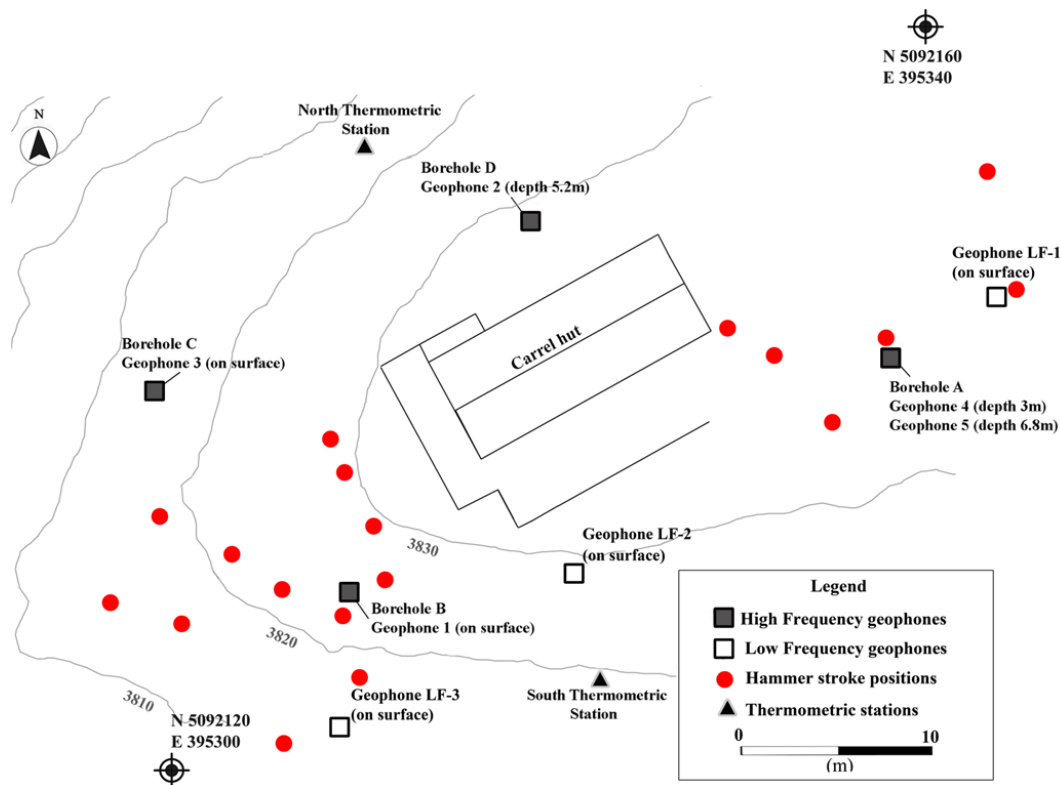 N 5092160
E 395340
N
North Thermometric
Station
Borehole D
Geophone 2 (depth 5.2m)
Geophone LF-1
(on surface)
Carrel hut
Borehole C
Geophone 3 (on surface)
Borehole A
Geophone 4 (depth 3m)
Geophone 5 (depth 6.8m)
3830
Geophone LF-2
(on surface)
Borehole B
Geophone 1 (on surface)
3820
3810
Geophone LF-3
(on surface)
South Thermometric
Station
N 5092120
E 395300
Legend
High Frequency geophones
Low Frequency geophones
Hammer stroke positions
Thermometric stations
0 10
(m)